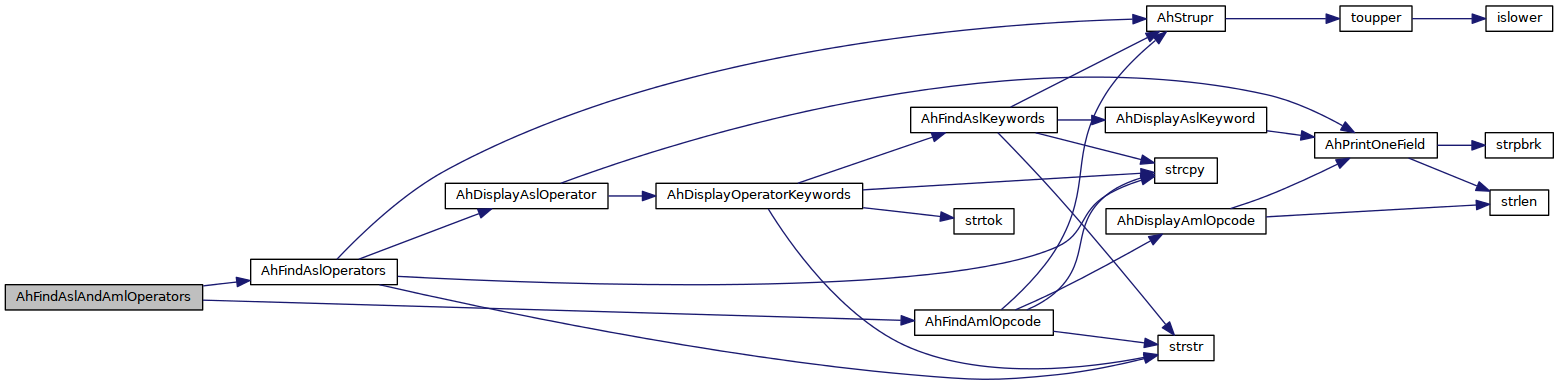 AhStrupr
toupper
islower
AhFindAslKeywords
AhDisplayAslKeyword
AhPrintOneField
strpbrk
strcpy
AhDisplayAslOperator
AhDisplayOperatorKeywords
strtok
AhDisplayAmlOpcode
strlen
AhFindAslOperators
AhFindAslAndAmlOperators
AhFindAmlOpcode
strstr